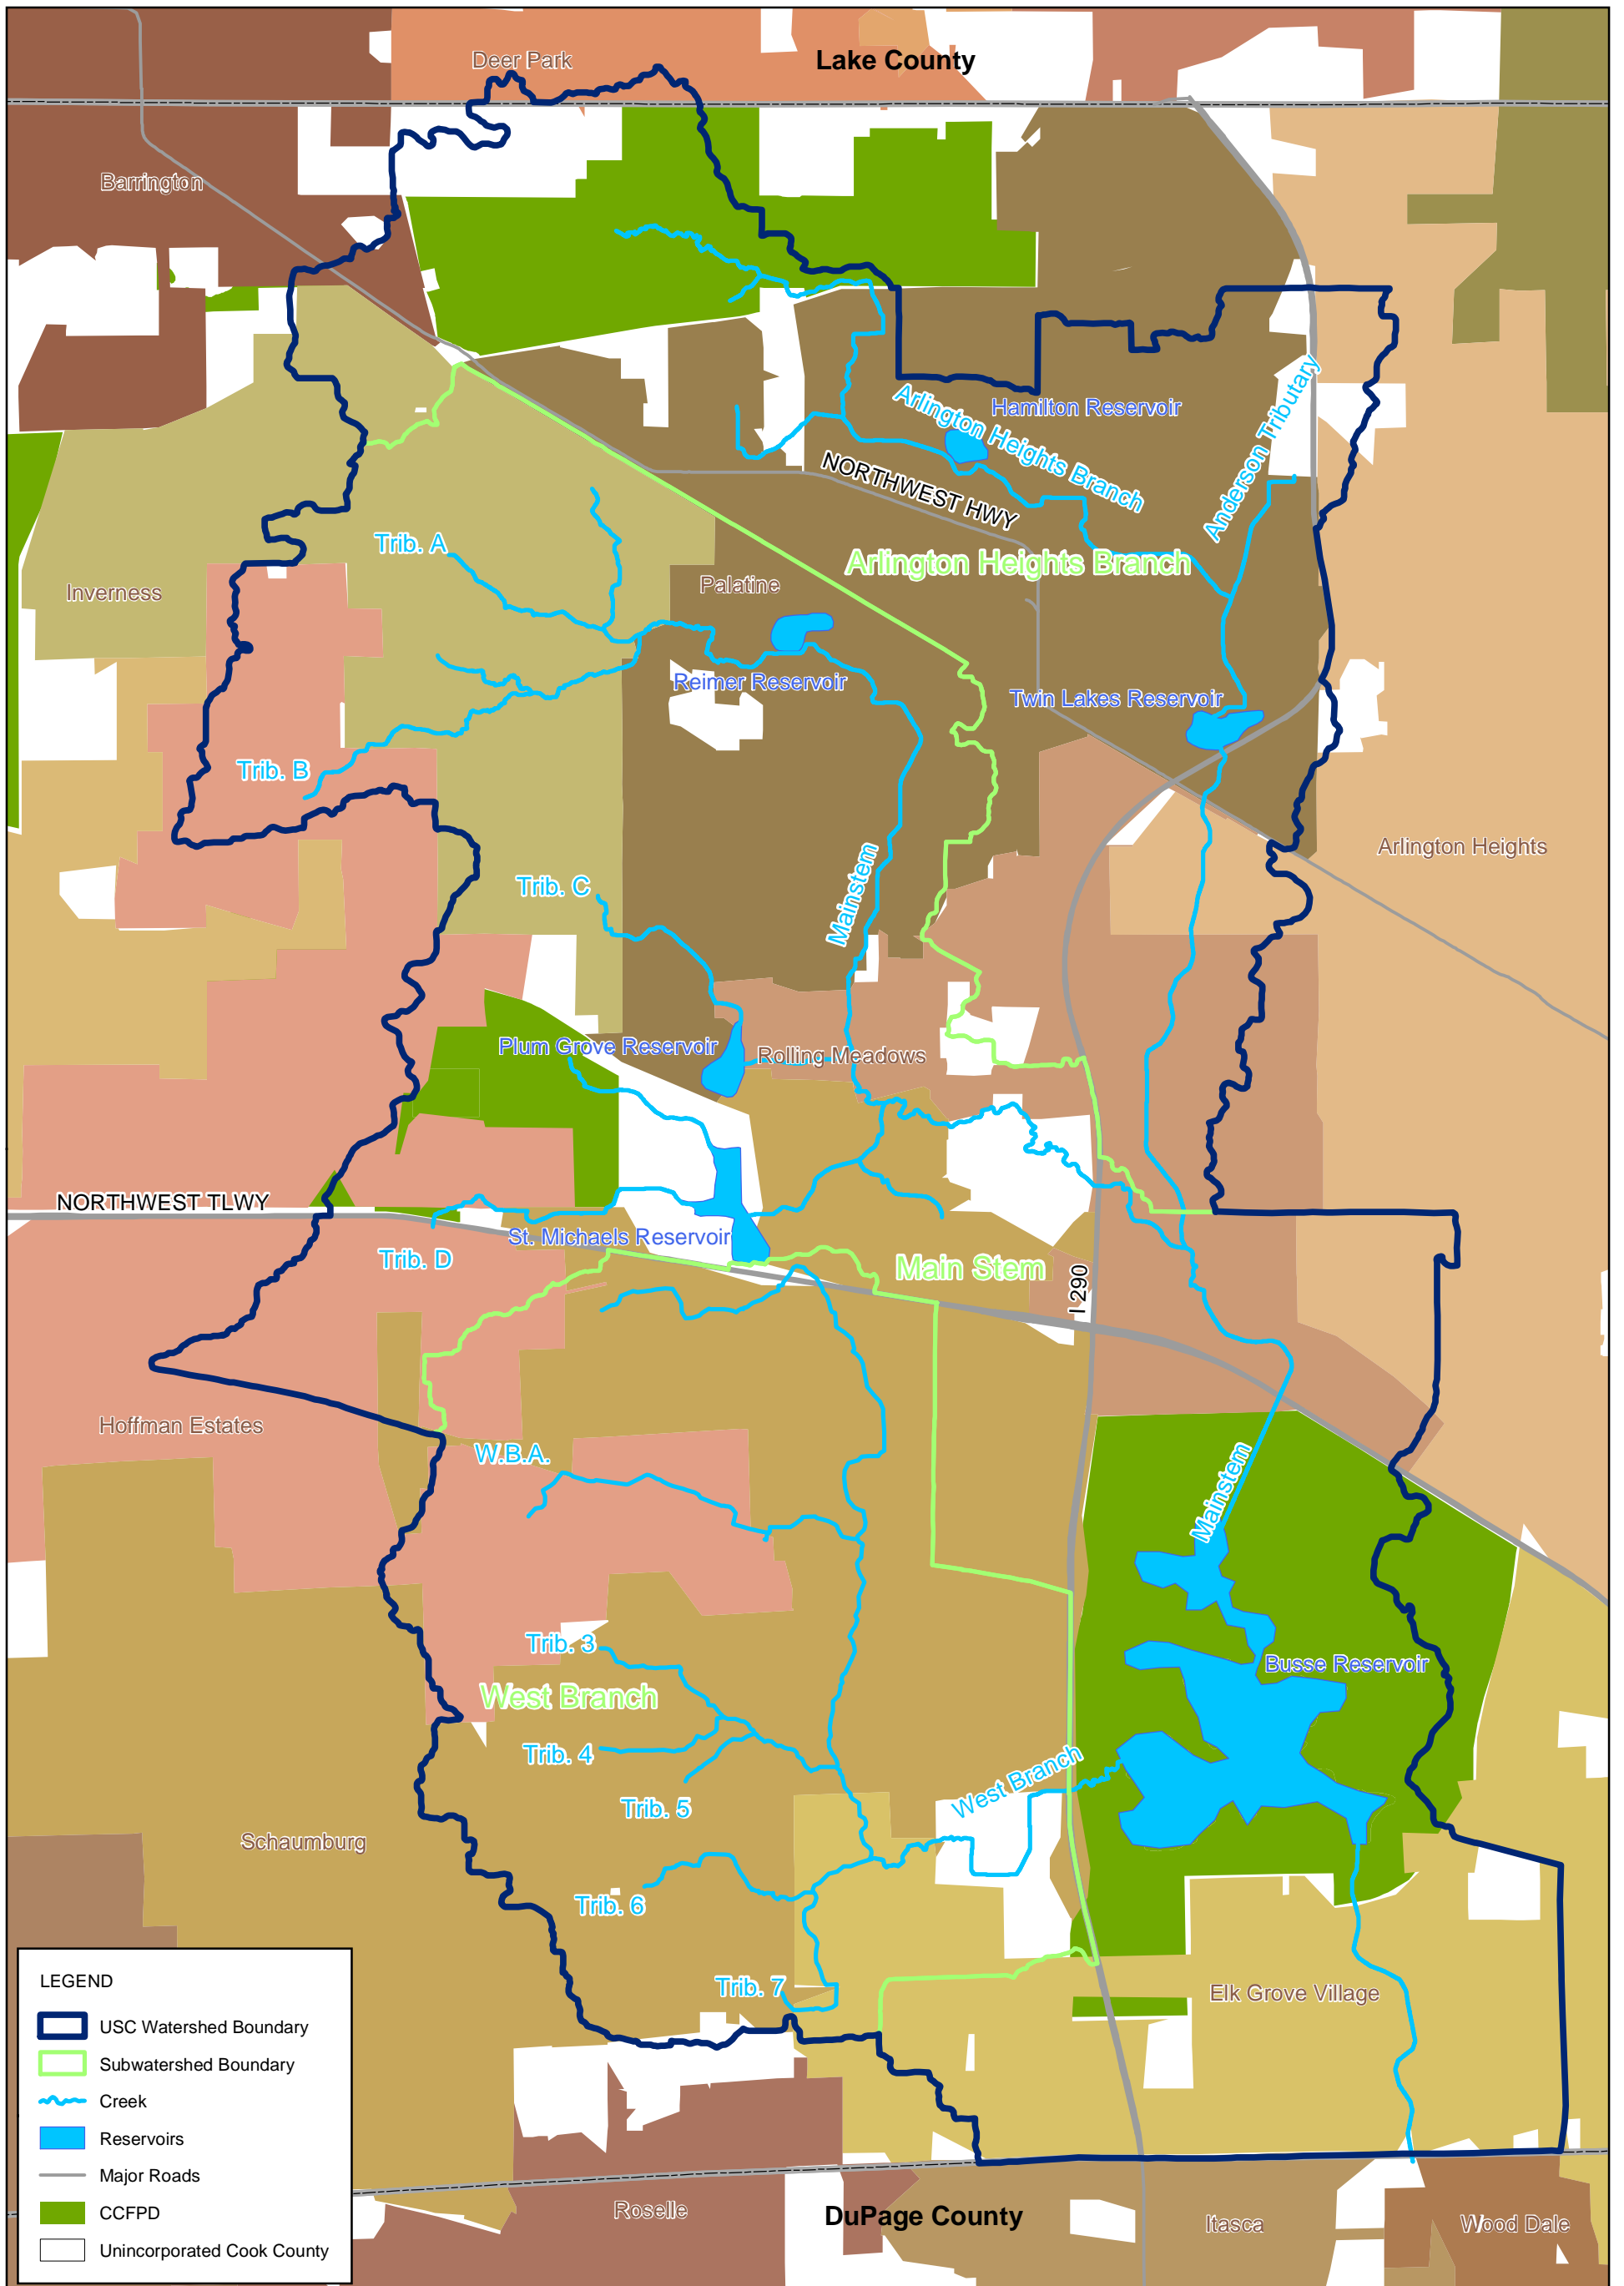 Deer Park
Lake County
Barrington
Hamilton Reservoir
Arlington Heights Branch
Anderson Tributary
NORTHWEST HWY
Trib. A
Arlington Heights Branch
Inverness
Palatine
Reimer Reservoir
Twin Lakes Reservoir
Trib. B
Arlington Heights
Trib. C
Mainstem
Plum Grove Reservoir
Rolling Meadows
NORTHWEST TLWY
St. Michaels Reservoir
Trib. D
Main Stem
I 290
Hoffman Estates
W.B.A.
Mainstem
Trib. 3
Busse Reservoir
West Branch
Trib. 4
West Branch
Trib. 5
Schaumburg
Trib. 6
Trib. 7
Elk Grove Village
LEGEND
USC Watershed Boundary
Subwatershed Boundary
Creek
Reservoirs
Major Roads
CCFPD
Unincorporated Cook County
Roselle
DuPage County
Itasca
Wood Dale